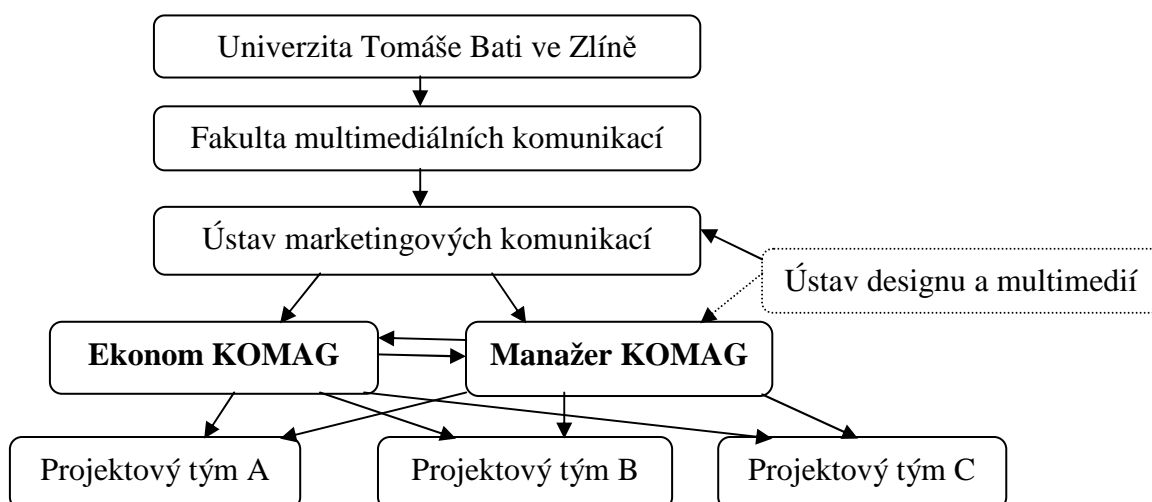 Univerzita Tomáše Bati ve Zlíně
Fakulta multimediálních komunikací
Ústav marketingových komunikací
Ústav designu a multimedií
Ekonom KOMAG
Manažer KOMAG
Projektový tým A
Projektový tým B
Projektový tým C